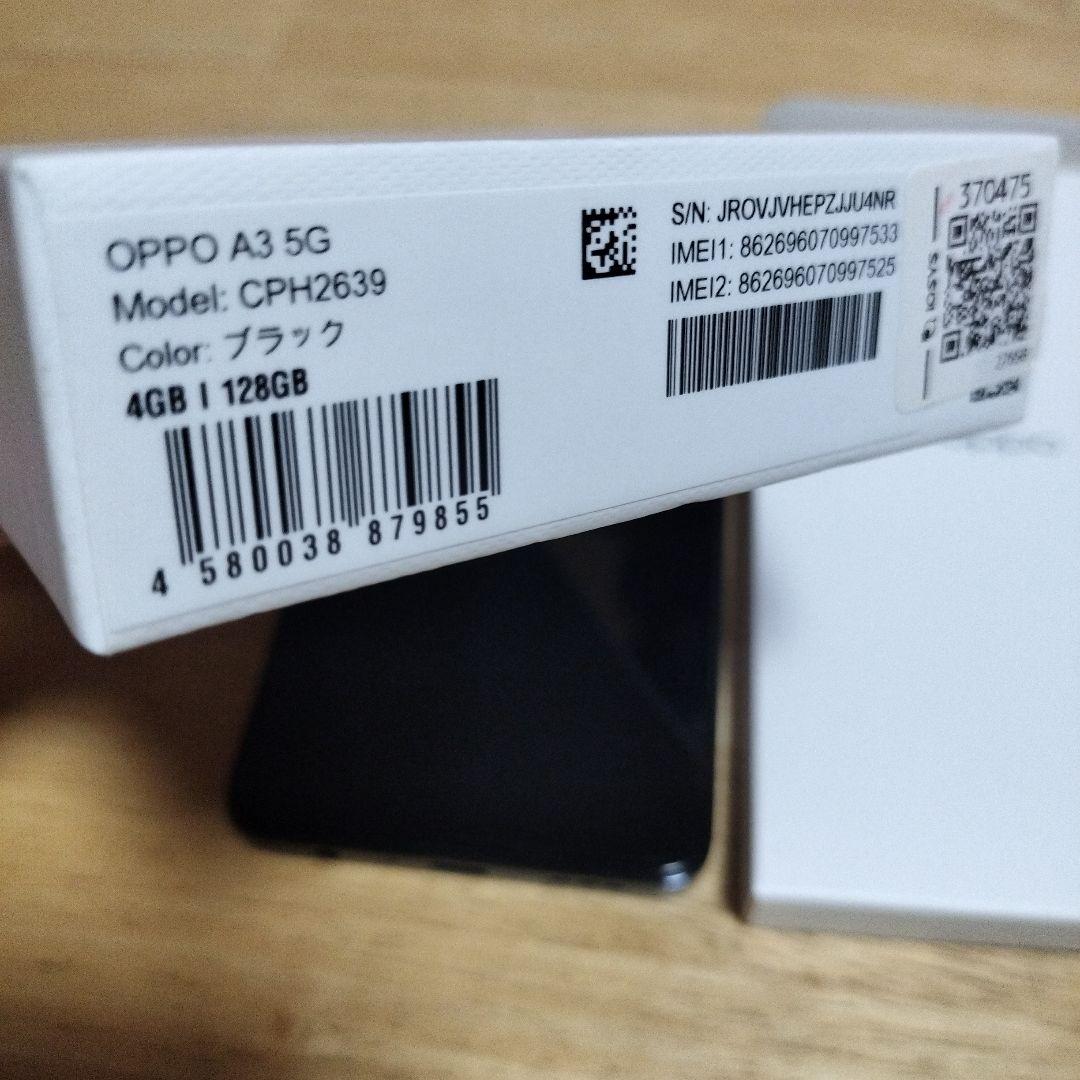 OPPO A3 5G
Model: CPH2639
Color: ブラック
4GB | 128GB
4 580038 879855
S/N: JROVJVHEPZJJU4NR
IMEI1: 862696070997533
IMEI2: 862696070997525
370475